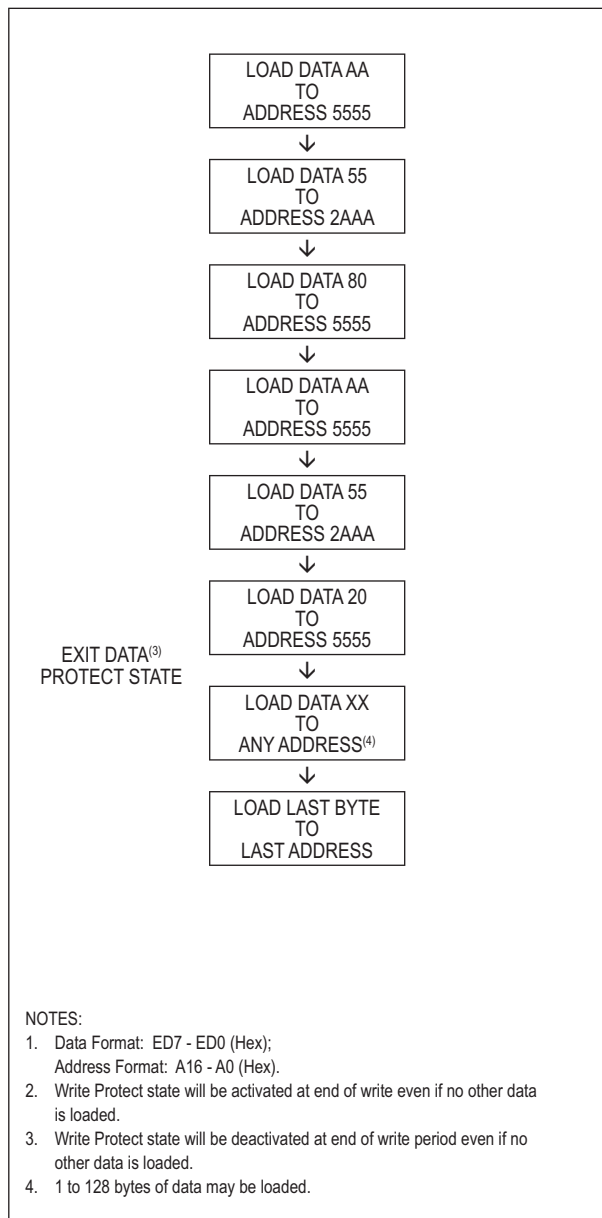 LOAD DATA AA
TO
ADDRESS 5555
LOAD DATA 55
TO
ADDRESS 2AAA
LOAD DATA 80
TO
ADDRESS 5555
LOAD DATA AA
TO
ADDRESS 5555
LOAD DATA 55
TO
ADDRESS 2AAA
LOAD DATA 20
TO
ADDRESS 5555
EXIT DATA(3)
PROTECT STATE
LOAD DATA XX
TO
ANY ADDRESS(4)
LOAD LAST BYTE
TO
LAST ADDRESS
NOTES:
1. Data Format: ED7 - ED0 (Hex);
Address Format: A16 - A0 (Hex).
2. Write Protect state will be activated at end of write even if no other data
is loaded.
3. Write Protect state will be deactivated at end of write period even if no
other data is loaded.
4. 1 to 128 bytes of data may be loaded.